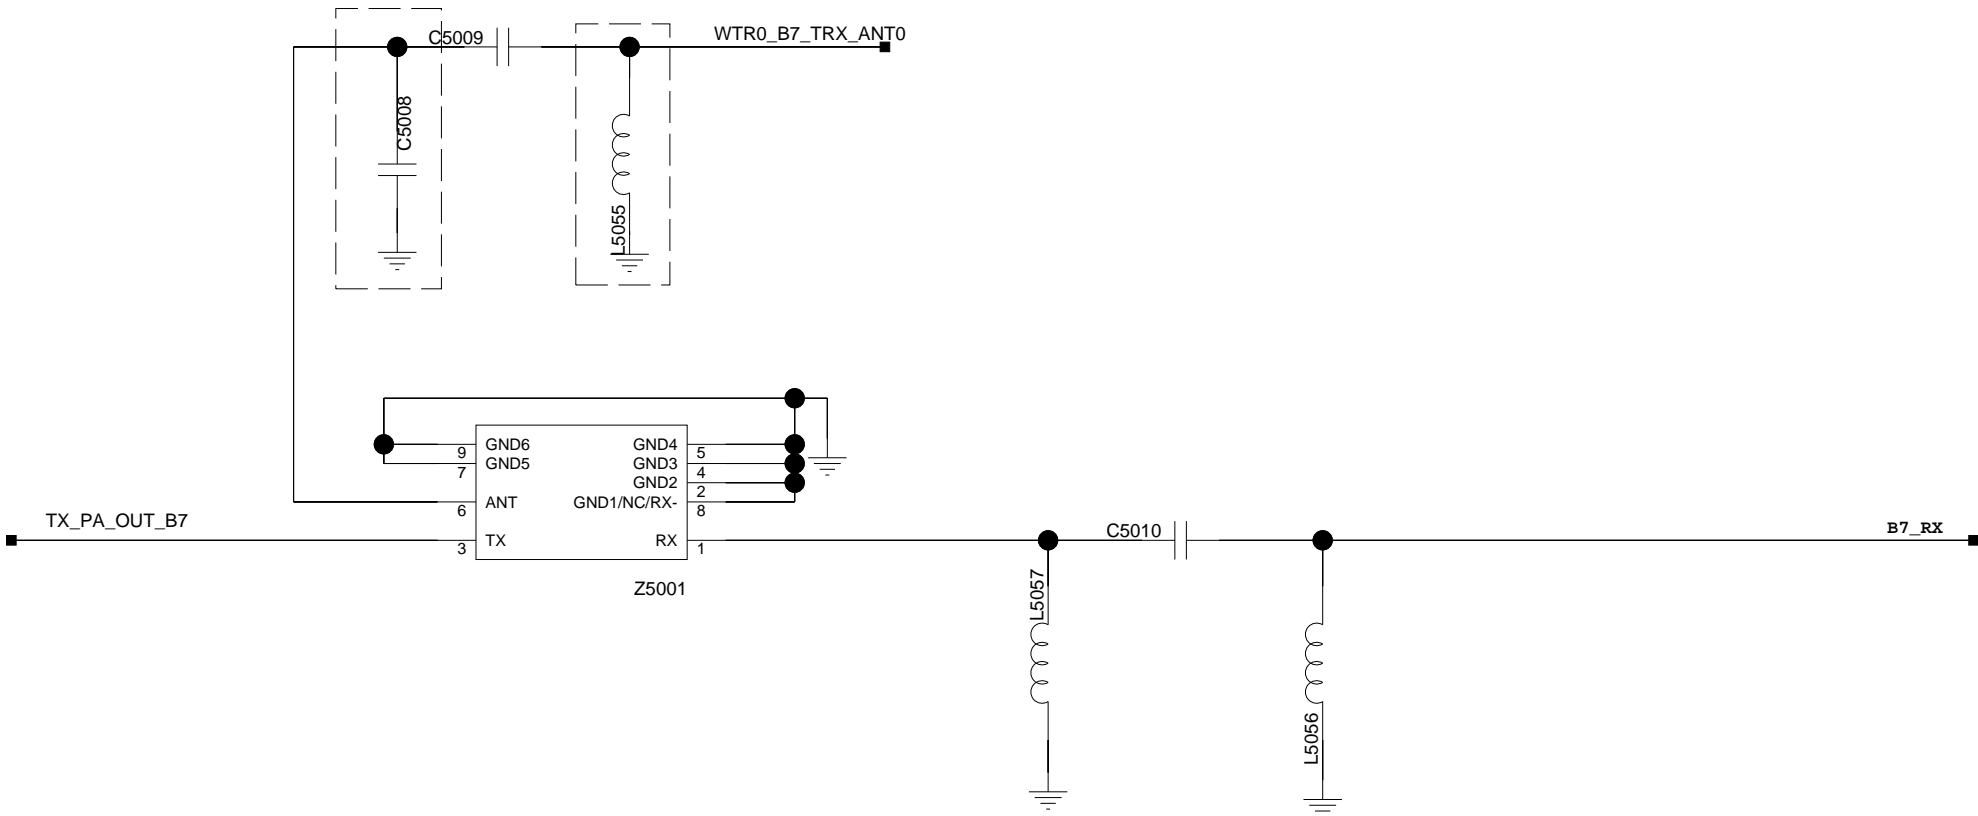 C5009
WTR0_B7_TRX_ANT0
C5008
L5055
GND6
GND4
9
5
GND5
GND3
7
4
GND2
2
ANT
GND1/NC/RX-
6
8
TX_PA_OUT_B7
TX
RX
3
1
C5010
B7_RX
Z5001
L5057
L5056